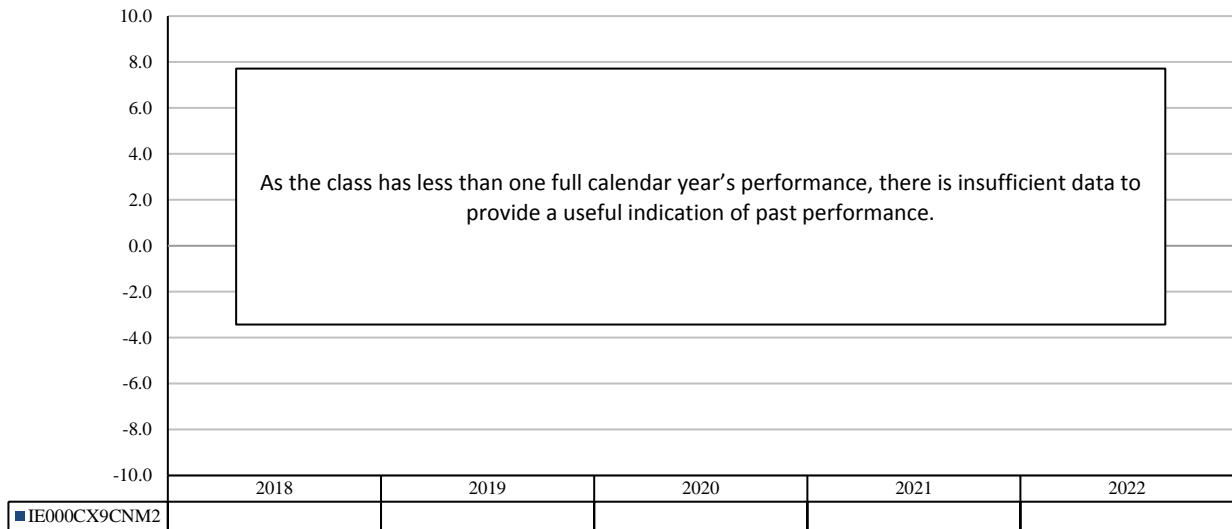 10.0
8.0
6.0
4.0
2.0
0.0
-2.0
-4.0
-6.0
-8.0
-10.0
As the class has less than one full calendar year’s performance, there is insufficient data to
provide a useful indication of past performance.
2018 2019 2020 2021 2022
IE000CX9CNM2